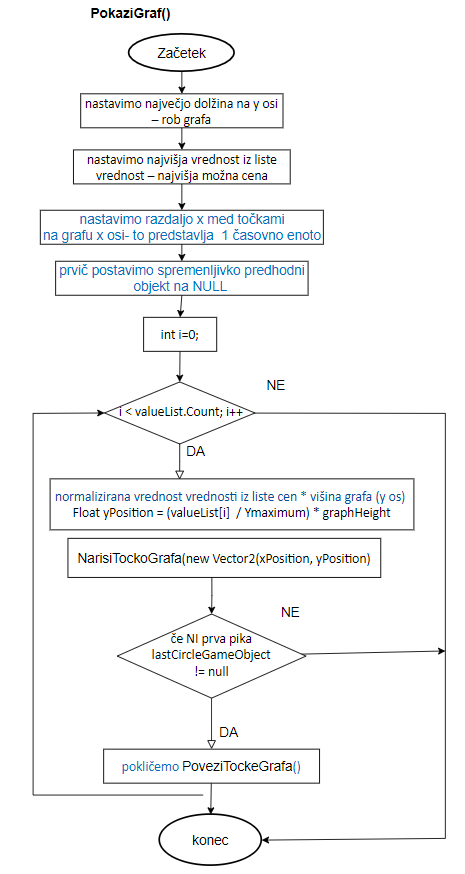 PokaziGraf()
Začetek
nastavimo največjo dolžina na y osi
– rob grafa
nastavimo najvišja vrednost iz liste
vrednost – najvišja možna cena
nastavimo razdaljo x med točkami
na grafu x osi- to predstavlja 1 časovno enoto
prvič postavimo spremenljivko predhodni
objekt na NULL
int i=0;
NE
i < valueList.Count; i++
DA
normalizirana vrednost vrednosti iz liste cen * višina grafa (y os)
Float yPosition = (valueList[i] / Ymaximum) * graphHeight
NarisiTockoGrafa(new Vector2(xPosition, yPosition)
NE
če NI prva pika
lastCircleGameObject
!= null
DA
pokličemo PoveziTockeGrafa()
konec